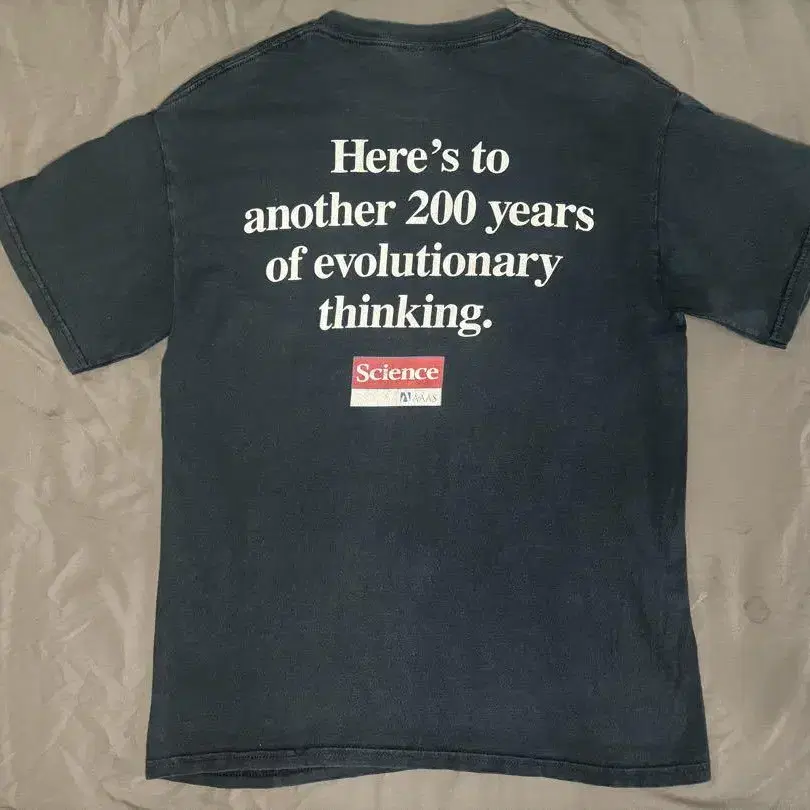 Here’s to
another 200 years
of evolutionary
thinking.
Science
AAAS